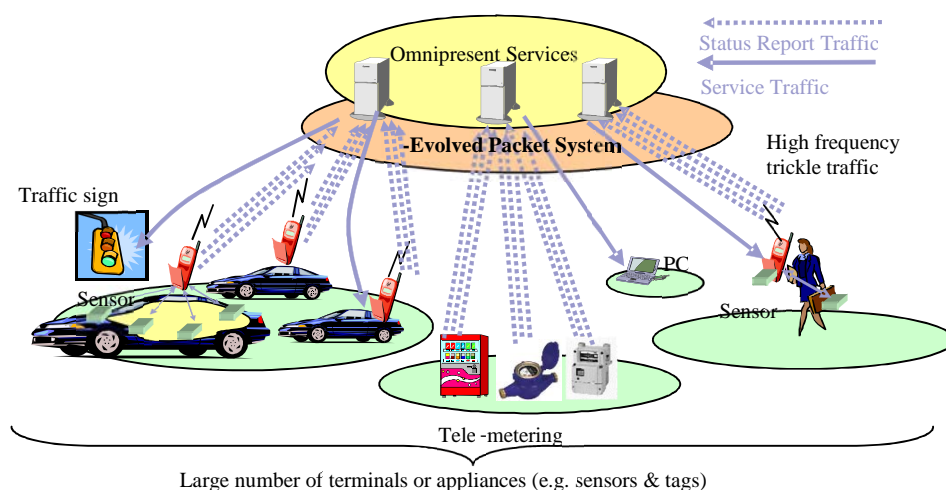 Omnipresent Services
Status Report Traffic
Service Traffic
-Evolved Packet System
High frequency
trickle traffic
Traffic sign
PC
Sensor
Sensor
Tele -metering
Large number of terminals or appliances (e.g. sensors & tags)